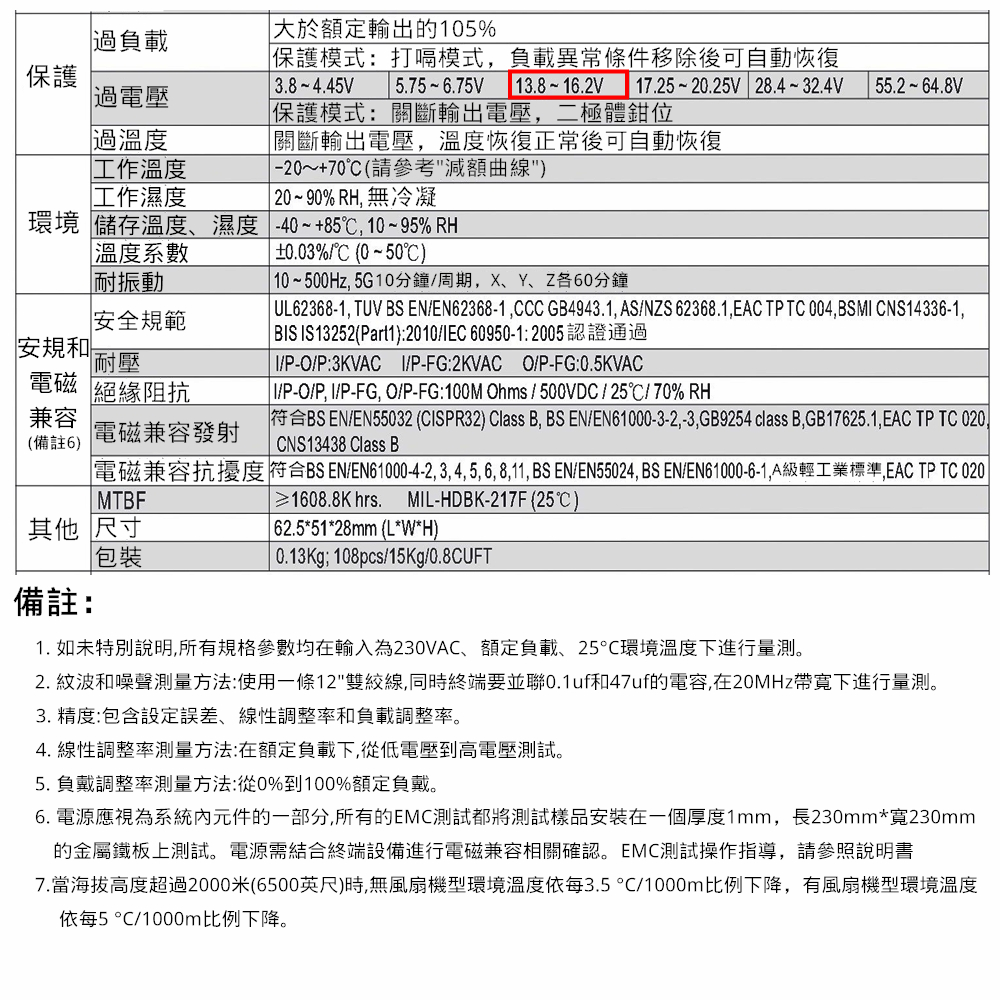 保護
過負載
大於額定輸出的105%
保護模式：打嗝模式，負載異常條件移除後可自動恢復
過電壓
3.8 ~ 4.45V 5.75 ~ 6.75V 13.8 ~ 16.2V 17.25 ~ 20.25V 28.4 ~ 32.4V 55.2 ~ 64.8V
保護模式：關斷輸出電壓，二極體鉗位
過溫度 關斷輸出電壓，溫度恢復正常後可自動恢復
環境
工作溫度 -20～+70℃(請參考"減額曲線")
工作濕度 20 ~ 90% RH, 無冷凝
儲存溫度、濕度 -40 ~ +85℃, 10 ~ 95% RH
溫度系數 ±0.03%/℃ (0 ~ 50℃)
耐振動 10 ~ 500Hz, 5G 10分鐘/周期，X、Y、Z各60分鐘
安規和
電磁
兼容
(備註6)
安全規範
UL62368-1, TUV BS EN/EN62368-1 ,CCC GB4943.1, AS/NZS 62368.1,EAC TP TC 004,BSMI CNS14336-1,
BIS IS13252(Part1):2010/IEC 60950-1: 2005 認證通過
耐壓 I/P-O/P:3KVAC I/P-FG:2KVAC O/P-FG:0.5KVAC
絕緣阻抗 I/P-O/P, I/P-FG, O/P-FG:100M Ohms / 500VDC / 25℃/ 70% RH
電磁兼容發射
符合BS EN/EN55032 (CISPR32) Class B, BS EN/EN61000-3-2,-3,GB9254 class B,GB17625.1,EAC TP TC 020,
CNS13438 Class B
電磁兼容抗擾度 符合BS EN/EN61000-4-2, 3, 4, 5, 6, 8,11, BS EN/EN55024, BS EN/EN61000-6-1,A級輕工業標準,EAC TP TC 020
其他
MTBF ≥1608.8K hrs. MIL-HDBK-217F (25℃)
尺寸 62.5*51*28mm (L*W*H)
包裝 0.13Kg; 108pcs/15Kg/0.8CUFT
備註：
1. 如未特別說明,所有規格參數均在輸入為230VAC、額定負載、25°C環境溫度下進行量測。
2. 紋波和噪聲測量方法:使用一條12"雙絞線,同時終端要並聯0.1uf和47uf的電容,在20MHz帶寬下進行量測。
3. 精度:包含設定誤差、線性調整率和負載調整率。
4. 線性調整率測量方法:在額定負載下,從低電壓到高電壓測試。
5. 負戴調整率測量方法:從0%到100%額定負戴。
6. 電源應視為系統內元件的一部分,所有的EMC測試都將測試樣品安裝在一個厚度1mm，長230mm*寬230mm
的金屬鐵板上測試。電源需結合終端設備進行電磁兼容相關確認。EMC測試操作指導，請參照說明書
7.當海拔高度超過2000米(6500英尺)時,無風扇機型環境溫度依每3.5 °C/1000m比例下降，有風扇機型環境溫度
依每5 °C/1000m比例下降。